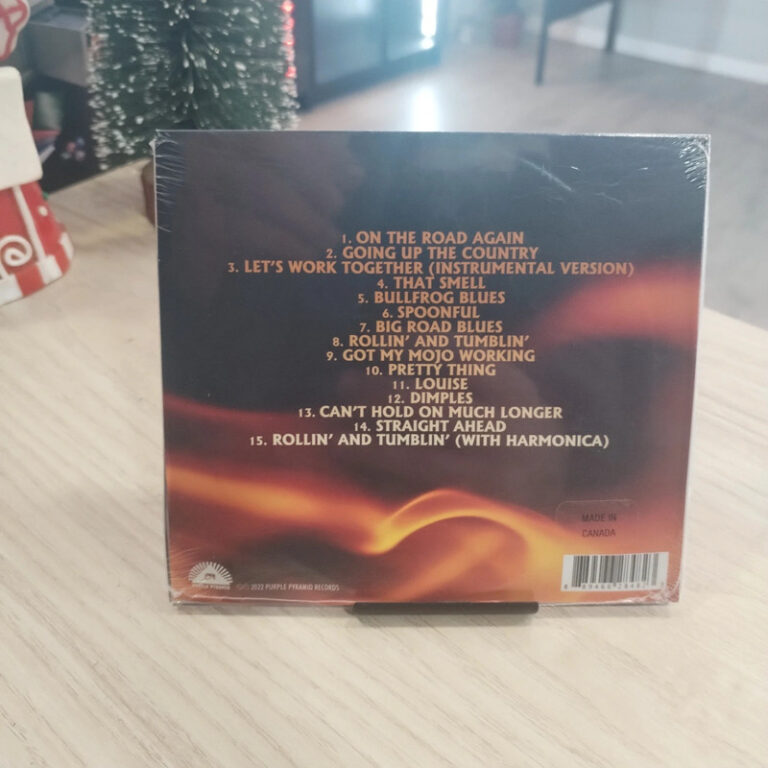 1. ON THE ROAD AGAIN
2. GOING UP THE COUNTRY
3. LET'S WORK TOGETHER (INSTRUMENTAL VERSION)
4. THAT SMELL
5. BULLFROG BLUES
6. SPOONFUL
7. BIG ROAD BLUES
8. ROLLIN' AND TUMBLIN'
9. GOT MY MOJO WORKING
10. PRETTY THING
11. LOUISE
12. DIMPLES
13. CAN'T HOLD ON MUCH LONGER
14. STRAIGHT AHEAD
15. ROLLIN' AND TUMBLIN' (WITH HARMONICA)
MADE IN
CANADA
PURPLE PYRAMID
2022 PURPLE PYRAMID RECORDS